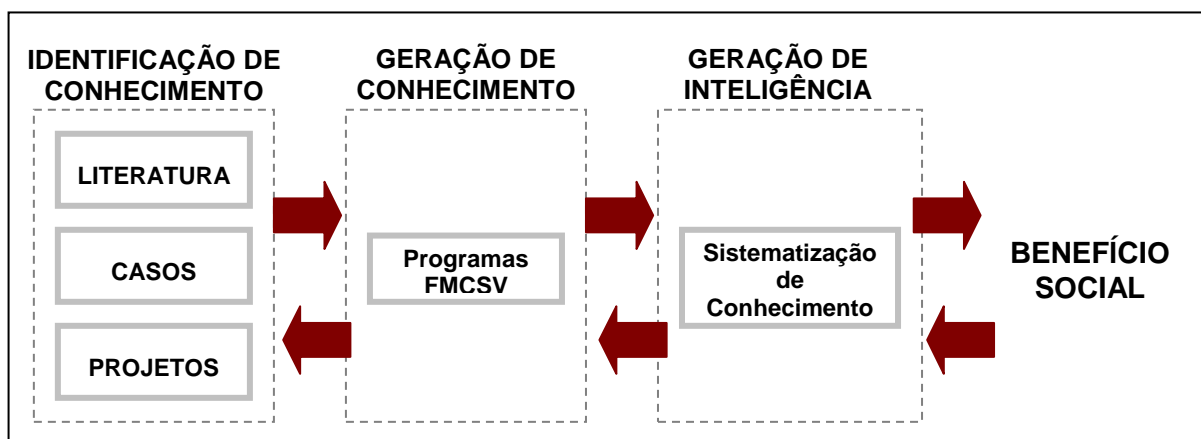 IDENTIFICAÇÃO DE
CONHECIMENTO
LITERATURA
CASOS
PROJETOS
GERAÇÃO DE
CONHECIMENTO
Programas
FMCSV
GERAÇÃO DE
INTELIGÊNCIA
Sistematização
de
Conhecimento
BENEFÍCIO
SOCIAL